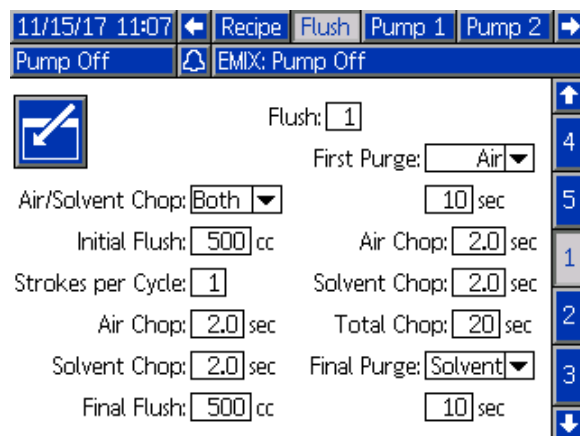 11/15/17 11:07 Recipe Flush Pump 1 Pump 2
Pump Off EMIX: Pump Off
Flush: 1
First Purge: Air
Air/Solvent Chop: Both 10 sec
Initial Flush: 500 cc Air Chop: 2.0 sec
Strokes per Cycle: 1 Solvent Chop: 2.0 sec
Air Chop: 2.0 sec Total Chop: 20 sec
Solvent Chop: 2.0 sec Final Purge: Solvent
Final Flush: 500 cc 10 sec
4
5
1
2
3